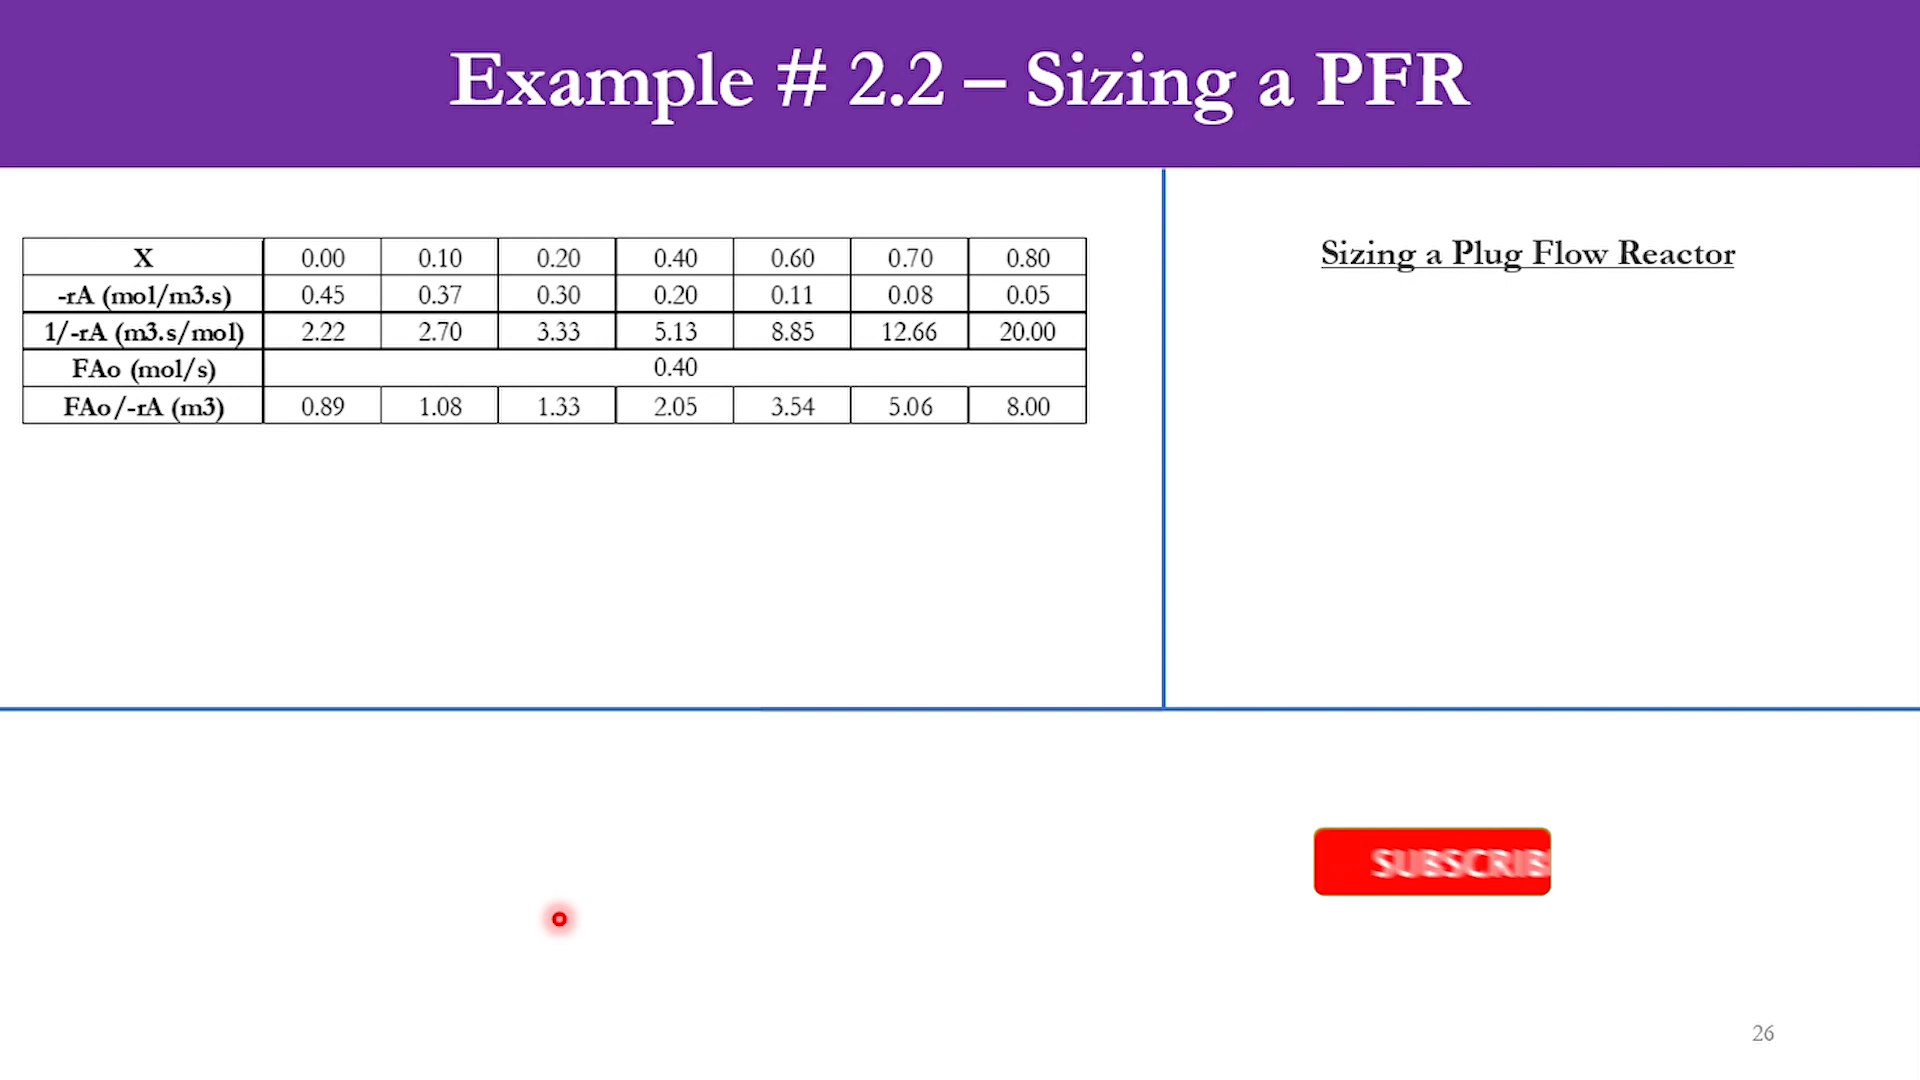 Example # 2.2 – Sizing a PFR
X 0.00 0.10 0.20 0.40 0.60 0.70 0.80
-rA (mol/m3.s) 0.45 0.37 0.30 0.20 0.11 0.08 0.05
1/-rA (m3.s/mol) 2.22 2.70 3.33 5.13 8.85 12.66 20.00
FAo (mol/s) 0.40
FAo/-rA (m3) 0.89 1.08 1.33 2.05 3.54 5.06 8.00
Sizing a Plug Flow Reactor
SUBSCRIB
26